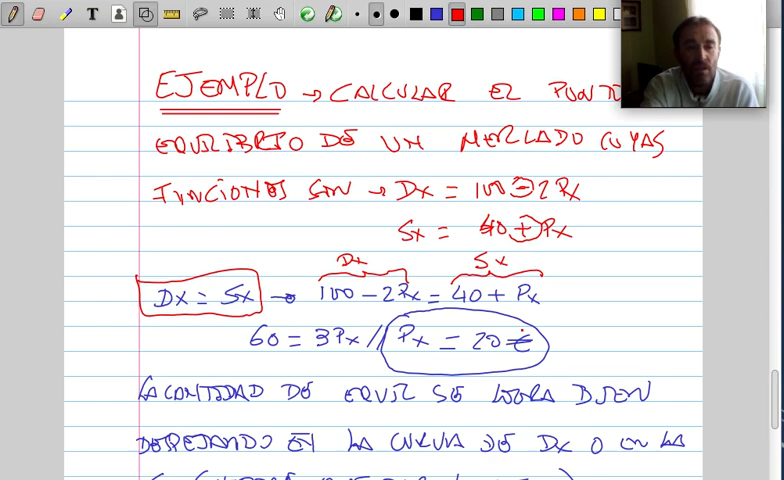 EJEMPLO → CALCULAR EL PUNTO
EQUILIBRIO DE UN MERCADO CUYAS
FUNCIONES SON → Dx = 100 - 2Px
Sx = 40 + Px
Dx Sx
Dx = Sx → 100 - 2Px = 40 + Px
60 = 3Px // Px = 20 €
LA CANTIDAD DE EQUIL SE LOGRA BIEN
DESPEJANDO EN LA CURVA DE Dx O EN LA